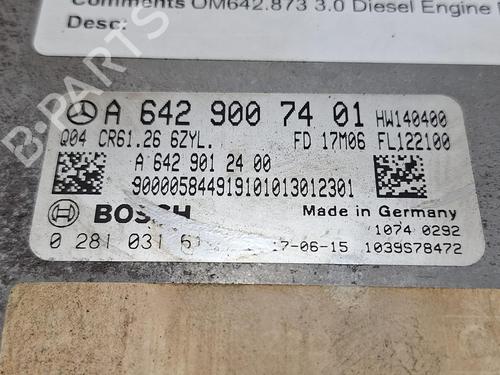 Comments OM642.873 3.0 Diesel Engine
Desc:
B-PARTS
A 642 900 74 01 HW140400
Q04 CR61.26 6ZYL. FD 17M06 FL122100
A 642 901 24 00
900005844919101013012301
BOSCH Made in Germany
1074 0292
0 281 031 17-06-15 1039S78472